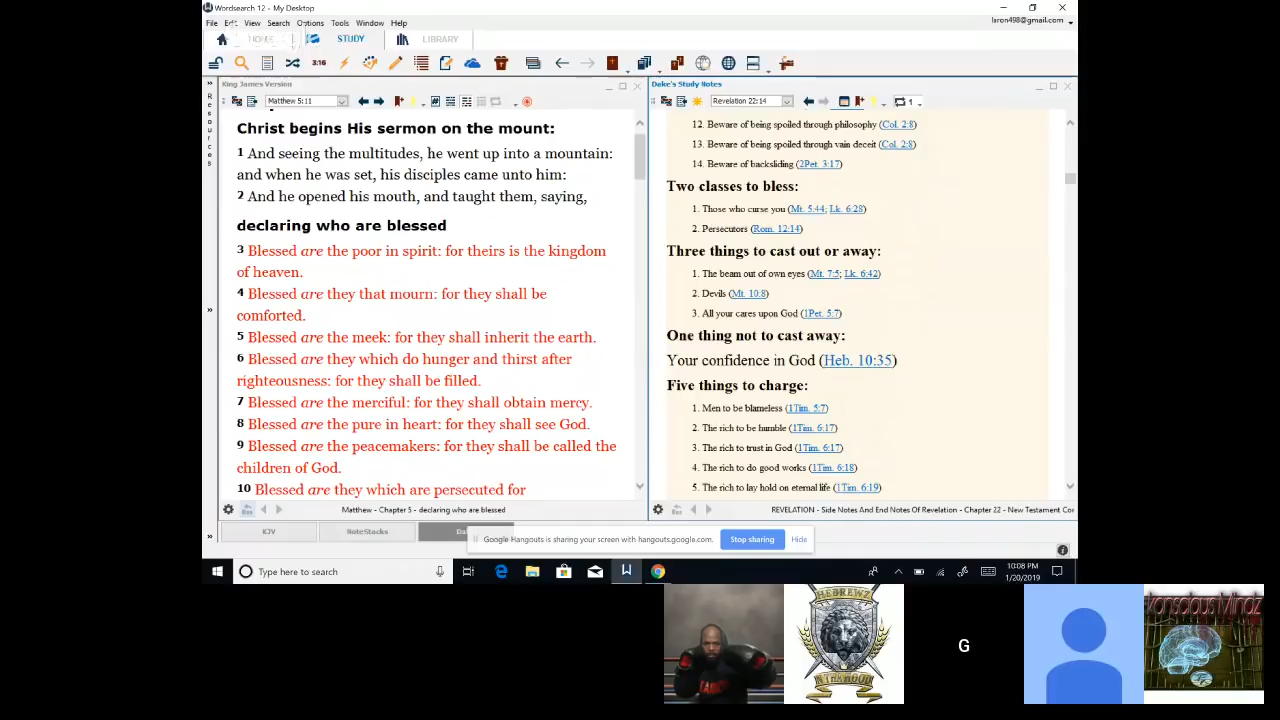 Wordsearch 12 - My Desktop
File Edit View Search Options Tools Window Help
laron498@gmail.com
HOME STUDY LIBRARY
3:16
King James Version
Matthew 5:11
Resources
Christ begins His sermon on the mount:
1 And seeing the multitudes, he went up into a mountain:
and when he was set, his disciples came unto him:
2 And he opened his mouth, and taught them, saying,
declaring who are blessed
3 Blessed are the poor in spirit: for theirs is the kingdom
of heaven.
4 Blessed are they that mourn: for they shall be
comforted.
5 Blessed are the meek: for they shall inherit the earth.
6 Blessed are they which do hunger and thirst after
righteousness: for they shall be filled.
7 Blessed are the merciful: for they shall obtain mercy.
8 Blessed are the pure in heart: for they shall see God.
9 Blessed are the peacemakers: for they shall be called the
children of God.
10 Blessed are they which are persecuted for
Matthew - Chapter 5 - declaring who are blessed
Dake's Study Notes
Revelation 22:14
1
12. Beware of being spoiled through philosophy (Col. 2:8)
13. Beware of being spoiled through vain deceit (Col. 2:8)
14. Beware of backsliding (2Pet. 3:17)
Two classes to bless:
1. Those who curse you (Mt. 5:44; Lk. 6:28)
2. Persecutors (Rom. 12:14)
Three things to cast out or away:
1. The beam out of own eyes (Mt. 7:5; Lk. 6:42)
2. Devils (Mt. 10:8)
3. All your cares upon God (1Pet. 5:7)
One thing not to cast away:
Your confidence in God (Heb. 10:35)
Five things to charge:
1. Men to be blameless (1Tim. 5:7)
2. The rich to be humble (1Tim. 6:17)
3. The rich to trust in God (1Tim. 6:17)
4. The rich to do good works (1Tim. 6:18)
5. The rich to lay hold on eternal life (1Tim. 6:19)
REVELATION - Side Notes And End Notes Of Revelation - Chapter 22 - New Testament Cor
KJV NoteStacks Da
Google Hangouts is sharing your screen with hangouts.google.com. Stop sharing Hide
Type here to search
10:08 PM
1/20/2019
HEBREWZ
N THA HOOD
G
Konscious Mindz